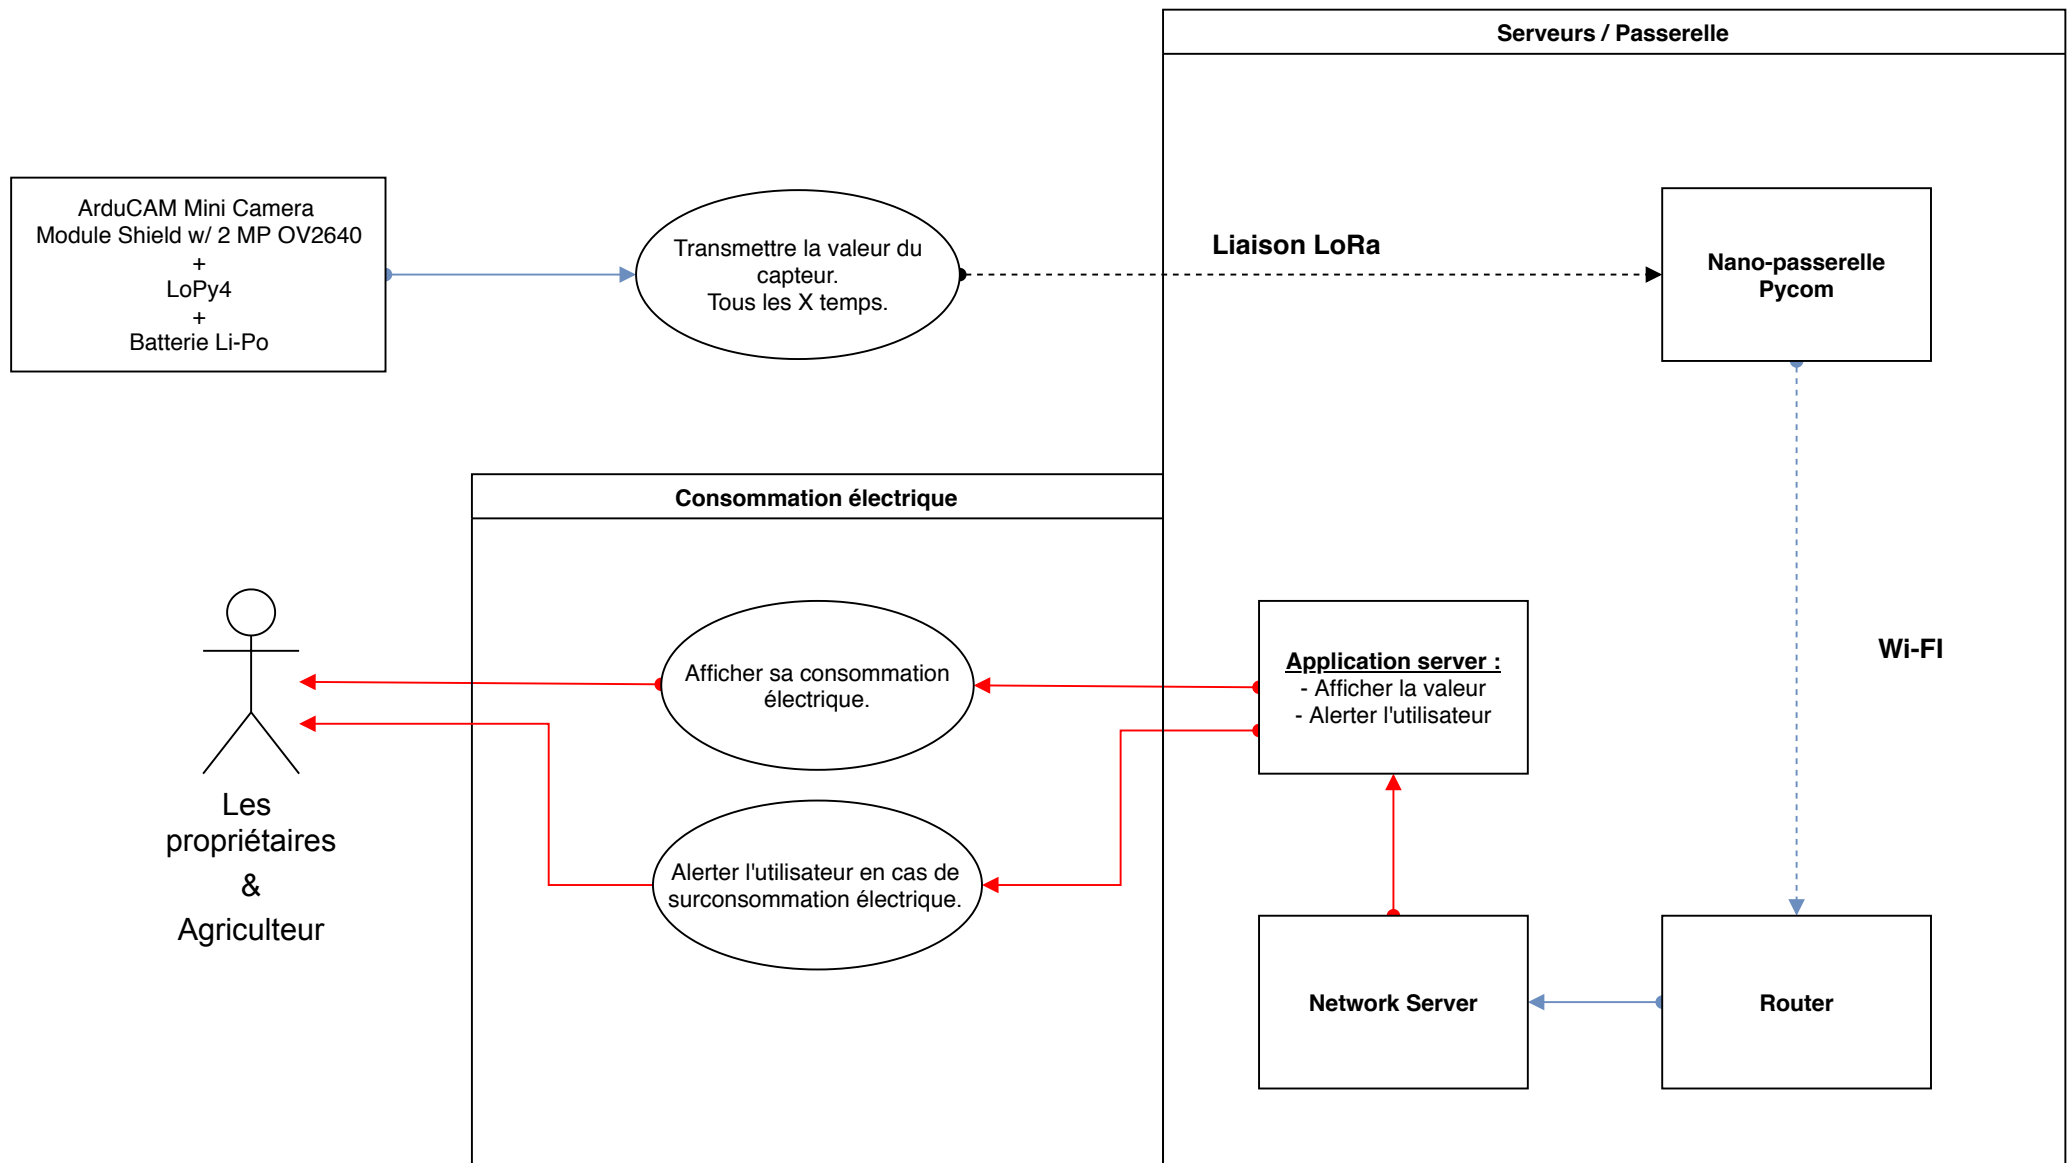 Serveurs / Passerelle
ArduCAM Mini Camera
Module Shield w/ 2 MP OV2640
+
LoPy4
+
Batterie Li-Po
Transmettre la valeur du
capteur.
Tous les X temps.
Liaison LoRa
Nano-passerelle
Pycom
Consommation électrique
Afficher sa consommation
électrique.
Application server :
- Afficher la valeur
- Alerter l'utilisateur
Wi-FI
Les
propriétaires
&
Agriculteur
Alerter l'utilisateur en cas de
surconsommation électrique.
Network Server
Router